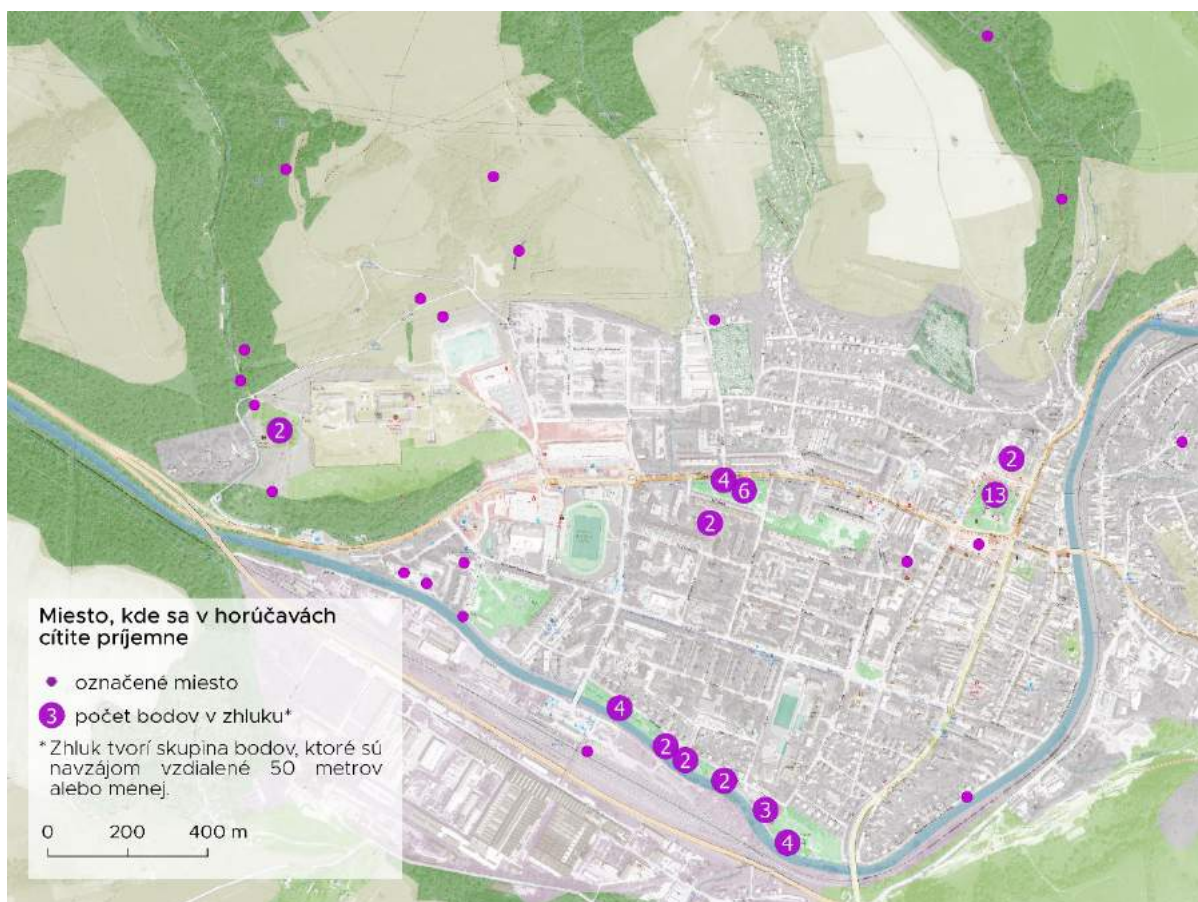 2
2
13
4
6
2
4
2
2
2
3
4
Miesto, kde sa v horúčavách
cítite príjemne
označené miesto
3 počet bodov v zhluku*
* Zhluk tvorí skupina bodov, ktoré sú
navzájom vzdialené 50 metrov
alebo menej.
0 200 400 m